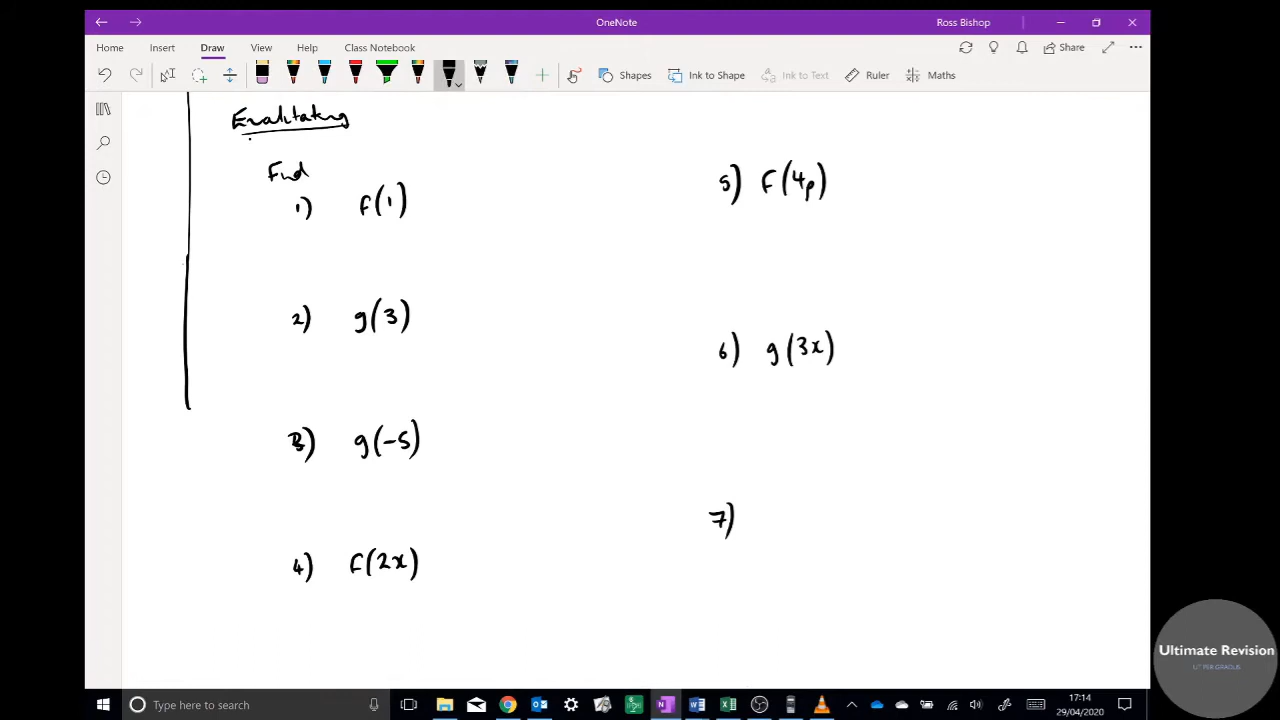 OneNote
Ross Bishop
Home Insert Draw View Help Class Notebook
Share
Shapes Ink to Shape Ink to Text Ruler Maths
Find
1) f(1)
2) g(3)
3) g(-5)
4) f(2x)
5) f(4p)
6) g(3x)
7)
Ultimate Revision
Type here to search
17:14
29/04/2020